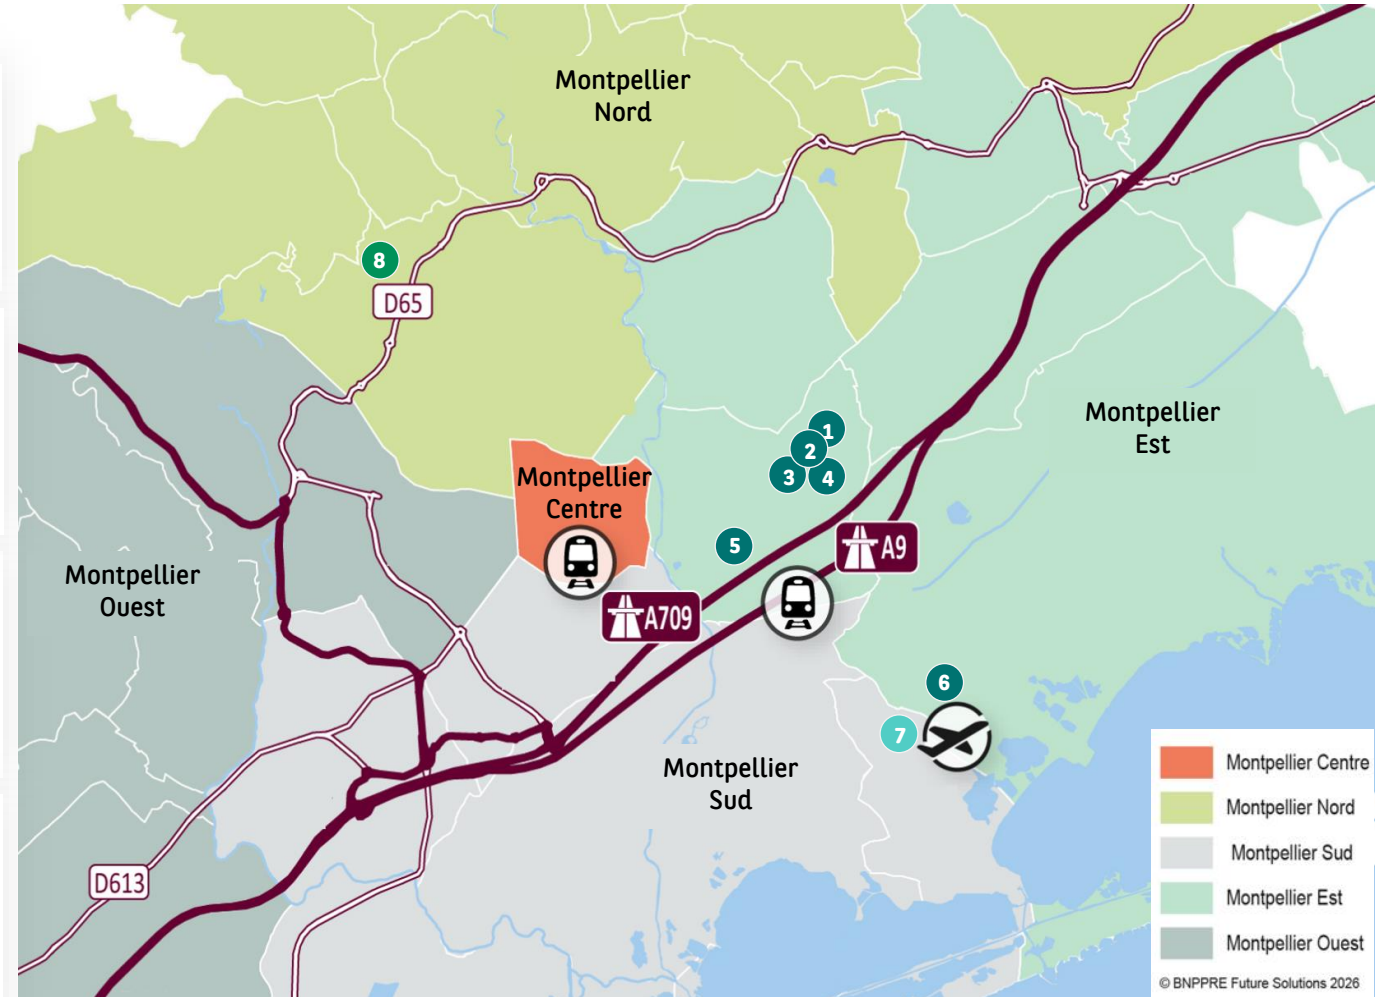 Montpellier
Nord
8
D65
1
2
3
4
Montpellier
Est
Montpellier
Centre
5
A9
Montpellier
Ouest
A709
6
7
Montpellier
Sud
D613
Montpellier Centre
Montpellier Nord
Montpellier Sud
Montpellier Est
Montpellier Ouest
© BNPPRE Future Solutions 2026